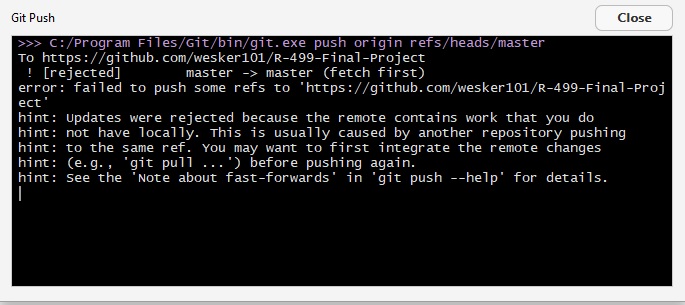 Git Push
Close
>>> C:/Program Files/Git/bin/git.exe push origin refs/heads/master
To https://github.com/wesker101/R-499-Final-Project
 ! [rejected]        master -> master (fetch first)
error: failed to push some refs to 'https://github.com/wesker101/R-499-Final-Proj
ect'
hint: Updates were rejected because the remote contains work that you do
hint: not have locally. This is usually caused by another repository pushing
hint: to the same ref. You may want to first integrate the remote changes
hint: (e.g., 'git pull ...') before pushing again.
hint: See the 'Note about fast-forwards' in 'git push --help' for details.